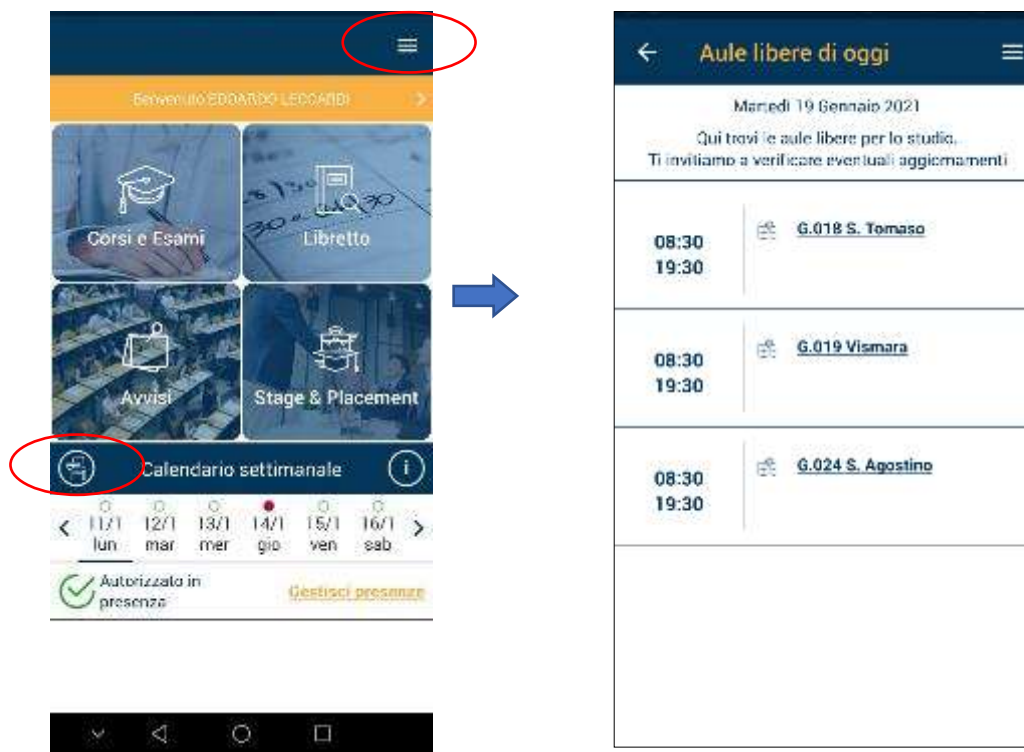 Benvenuto EDOARDO LECCARDI
Corsi e Esami
Libretto
Avvisi
Stage & Placement
Calendario settimanale
11/1 12/1 13/1 14/1 15/1 16/1
lun mar mer gio ven sab
Autorizzato in
presenza
Gestisci presenze
Aule libere di oggi
Martedì 19 Gennaio 2021
Qui trovi le aule libere per lo studio.
Ti invitiamo a verificare eventuali aggiornamenti
08:30
19:30
G.018 S. Tomaso
08:30
19:30
G.019 Vismara
08:30
19:30
G.024 S. Agostino